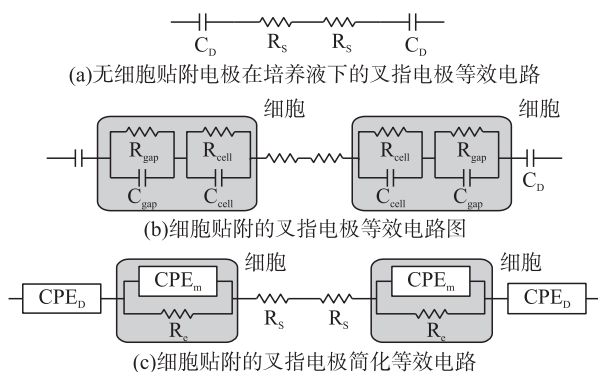 C_D R_S R_S C_D
(a)无细胞贴附电极在培养液下的叉指电极等效电路
细胞 细胞
R_gap R_cell R_cell R_gap
C_gap C_cell C_cell C_gap C_D
(b)细胞贴附的叉指电极等效电路图
细胞 细胞
CPE_D CPE_m CPE_m CPE_D
R_e R_S R_S R_e
(c)细胞贴附的叉指电极简化等效电路